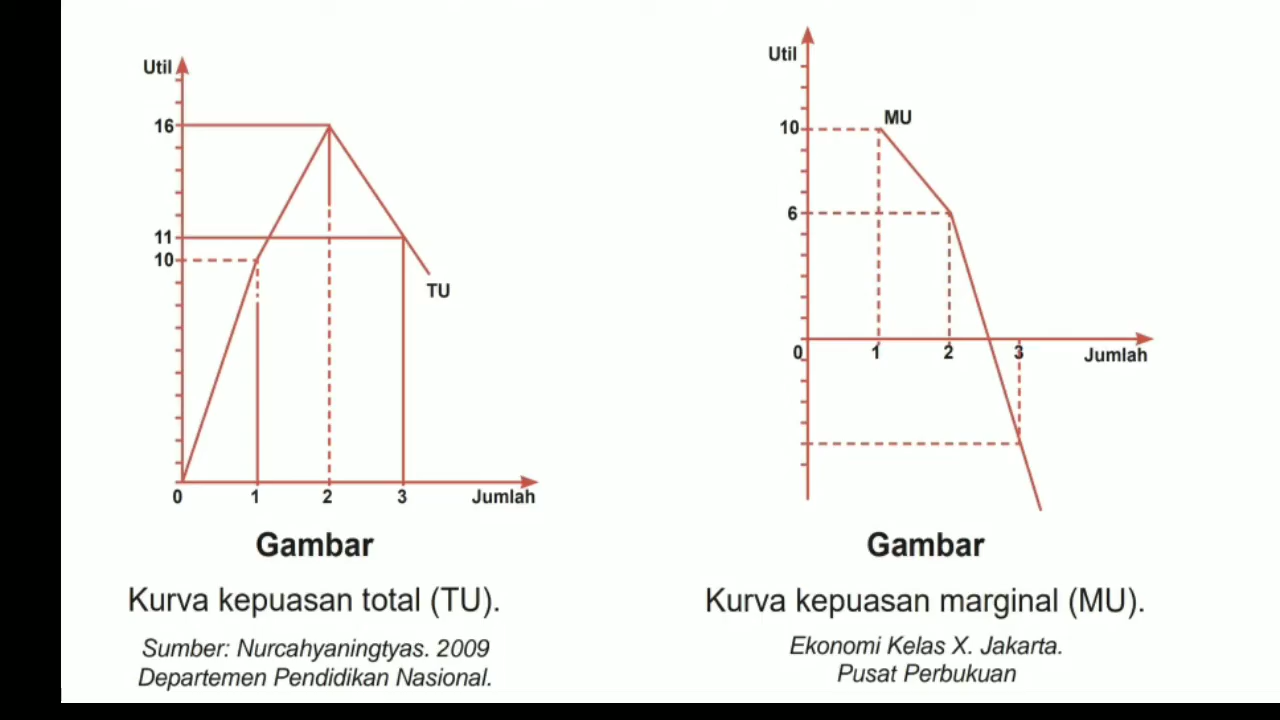 Util
16
11
10
TU
0 1 2 3 Jumlah
Gambar
Kurva kepuasan total (TU).
Sumber: Nurcahyaningtyas. 2009
Departemen Pendidikan Nasional.
Util
MU
10
6
0 1 2 3 Jumlah
Gambar
Kurva kepuasan marginal (MU).
Ekonomi Kelas X. Jakarta.
Pusat Perbukuan